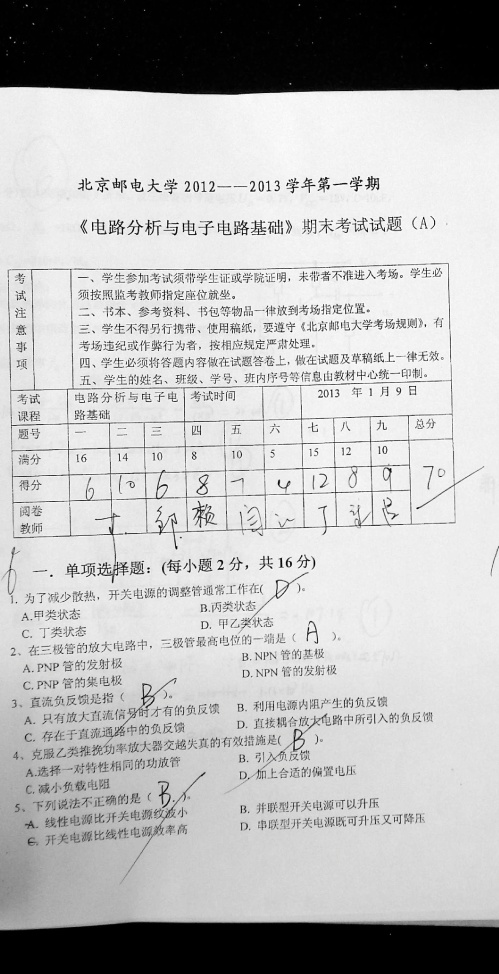 北京邮电大学 2012——2013 学年第一学期
《电路分析与电子电路基础》期末考试试题（A）
考试注意事项
一、学生参加考试须带学生证或学院证明，未带者不准进入考场。学生必
须按照监考教师指定座位就坐。
二、书本、参考资料、书包等物品一律放到考场指定位置。
三、学生不得另行携带、使用稿纸，要遵守《北京邮电大学考场规则》，有
考场违纪或作弊行为者，按相应规定严肃处理。
四、学生必须将答题内容做在试题答卷上，做在试题及草稿纸上一律无效。
五、学生的姓名、班级、学号、班内序号等信息由教材中心统一印制。
考试课程 电路分析与电子电路基础 考试时间 2013 年 1 月 9 日
题号 一 二 三 四 五 六 七 八 九 总分
满分 16 14 10 8 10 5 15 12 10
得分 6 10 6 8 7 4 12 8 9 70
阅卷教师
6
一．单项选择题：(每小题 2 分，共 16 分)
1. 为了减少散热，开关电源的调整管通常工作在( D )。
A.甲类状态 B.丙类状态
C. 丁类状态 D. 甲乙类状态
2、在三极管的放大电路中，三极管最高电位的一端是（ A ）。
A. PNP 管的发射极 B. NPN 管的基极
C. PNP 管的集电极 D. NPN 管的发射极
3、直流负反馈是指（ B ）。
A. 只有放大直流信号时才有的负反馈 B. 利用电源内阻产生的负反馈
C. 存在于直流通路中的负反馈 D. 直接耦合放大电路中所引入的负反馈
4、克服乙类推挽功率放大器交越失真的有效措施是( B )。
A.选择一对特性相同的功放管 B. 引入负反馈
C. 减小负载电阻 D. 加上合适的偏置电压
5、下列说法不正确的是（ B. ）。
A. 线性电源比开关电源纹波小 B. 并联型开关电源可以升压
C. 开关电源比线性电源效率高 D. 串联型开关电源既可升压又可降压